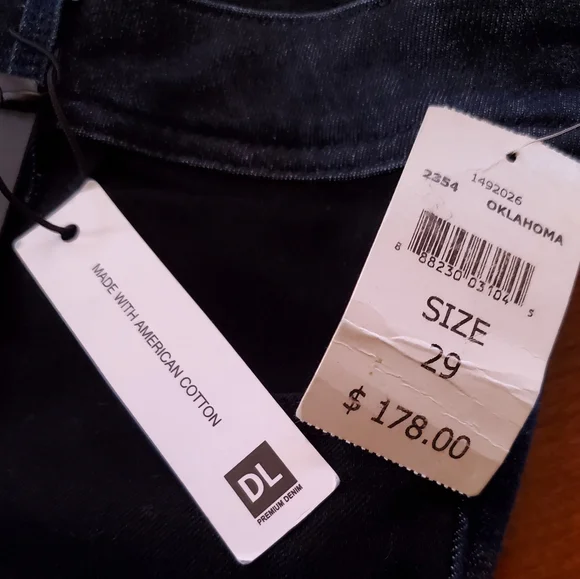 MADE WITH AMERICAN COTTON
DL
PREMIUM DENIM
2354 1492026
OKLAHOMA
8 88230 03104 5
SIZE
29
$ 178.00